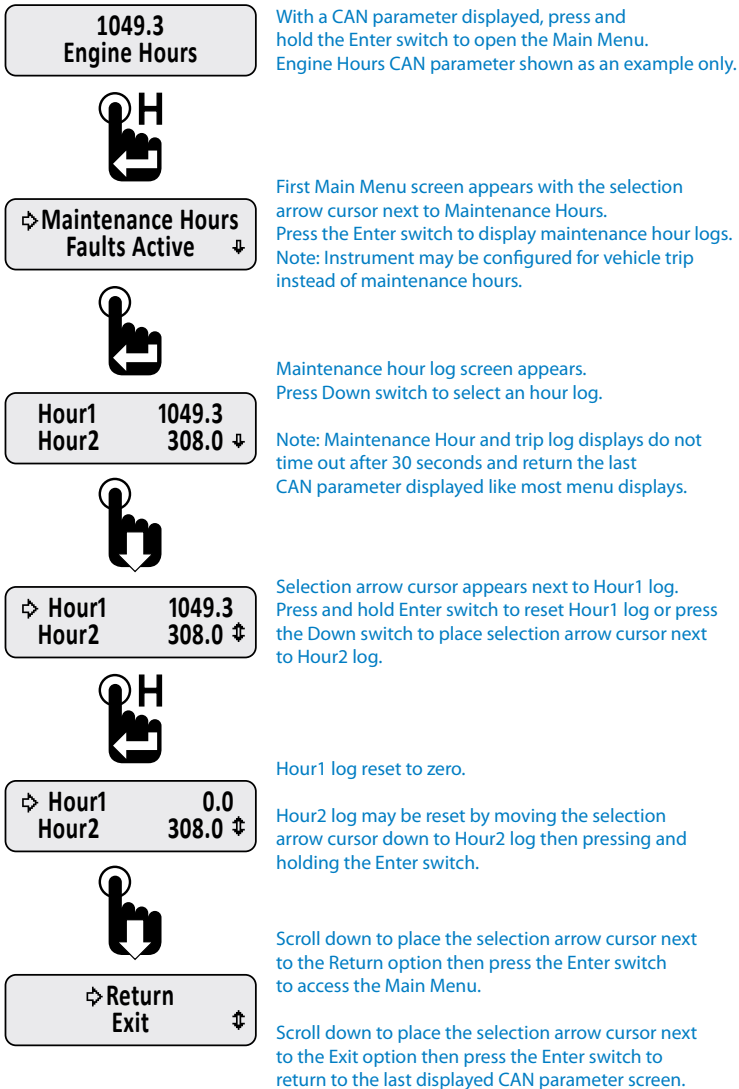 1049.3
Engine Hours
With a CAN parameter displayed, press and
hold the Enter switch to open the Main Menu.
Engine Hours CAN parameter shown as an example only.
H
Maintenance Hours
Faults Active
First Main Menu screen appears with the selection
arrow cursor next to Maintenance Hours.
Press the Enter switch to display maintenance hour logs.
Note: Instrument may be configured for vehicle trip
instead of maintenance hours.
Hour1 1049.3
Hour2 308.0
Maintenance hour log screen appears.
Press Down switch to select an hour log.
Note: Maintenance Hour and trip log displays do not
time out after 30 seconds and return the last
CAN parameter displayed like most menu displays.
Hour1 1049.3
Hour2 308.0
Selection arrow cursor appears next to Hour1 log.
Press and hold Enter switch to reset Hour1 log or press
the Down switch to place selection arrow cursor next
to Hour2 log.
H
Hour1 0.0
Hour2 308.0
Hour1 log reset to zero.
Hour2 log may be reset by moving the selection
arrow cursor down to Hour2 log then pressing and
holding the Enter switch.
Return
Exit
Scroll down to place the selection arrow cursor next
to the Return option then press the Enter switch
to access the Main Menu.
Scroll down to place the selection arrow cursor next
to the Exit option then press the Enter switch to
return to the last displayed CAN parameter screen.